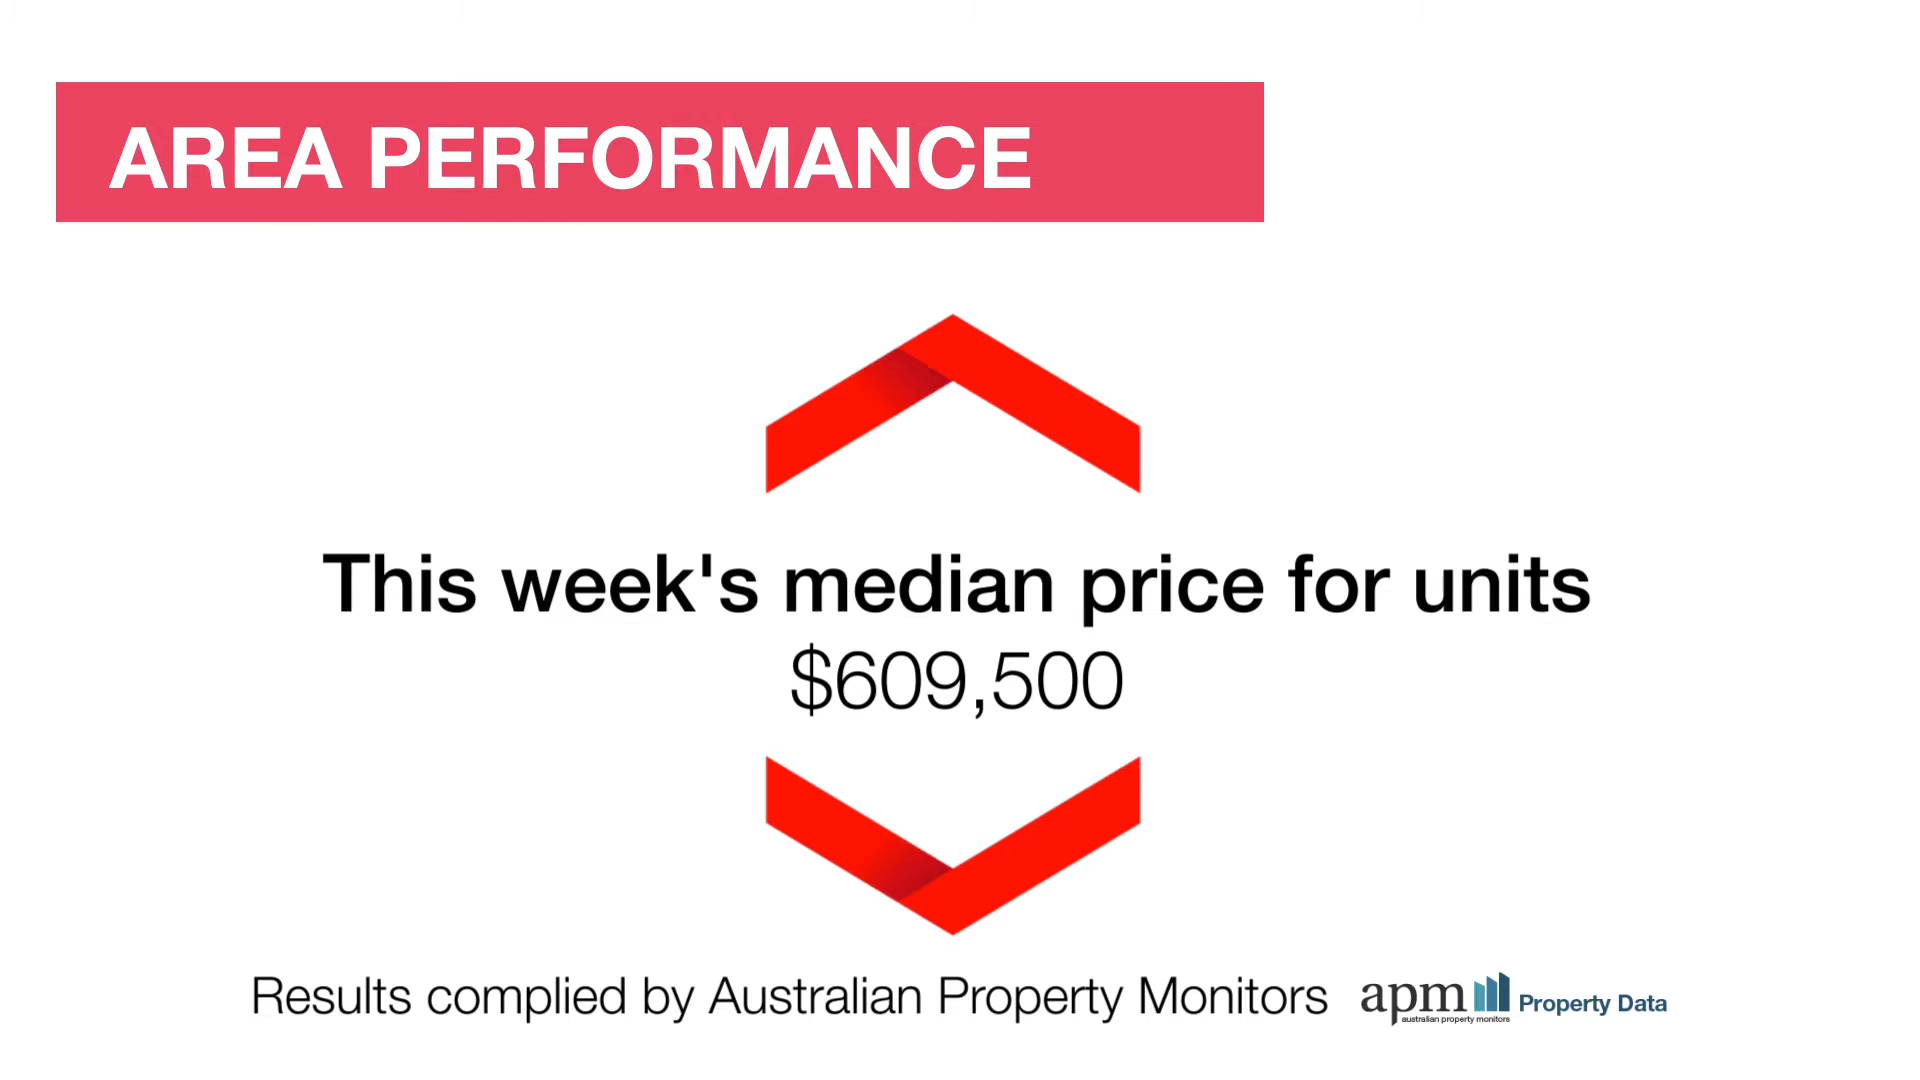 AREA PERFORMANCE
This week's median price for units
$609,500
Results complied by Australian Property Monitors
apm Property Data
australian property monitors